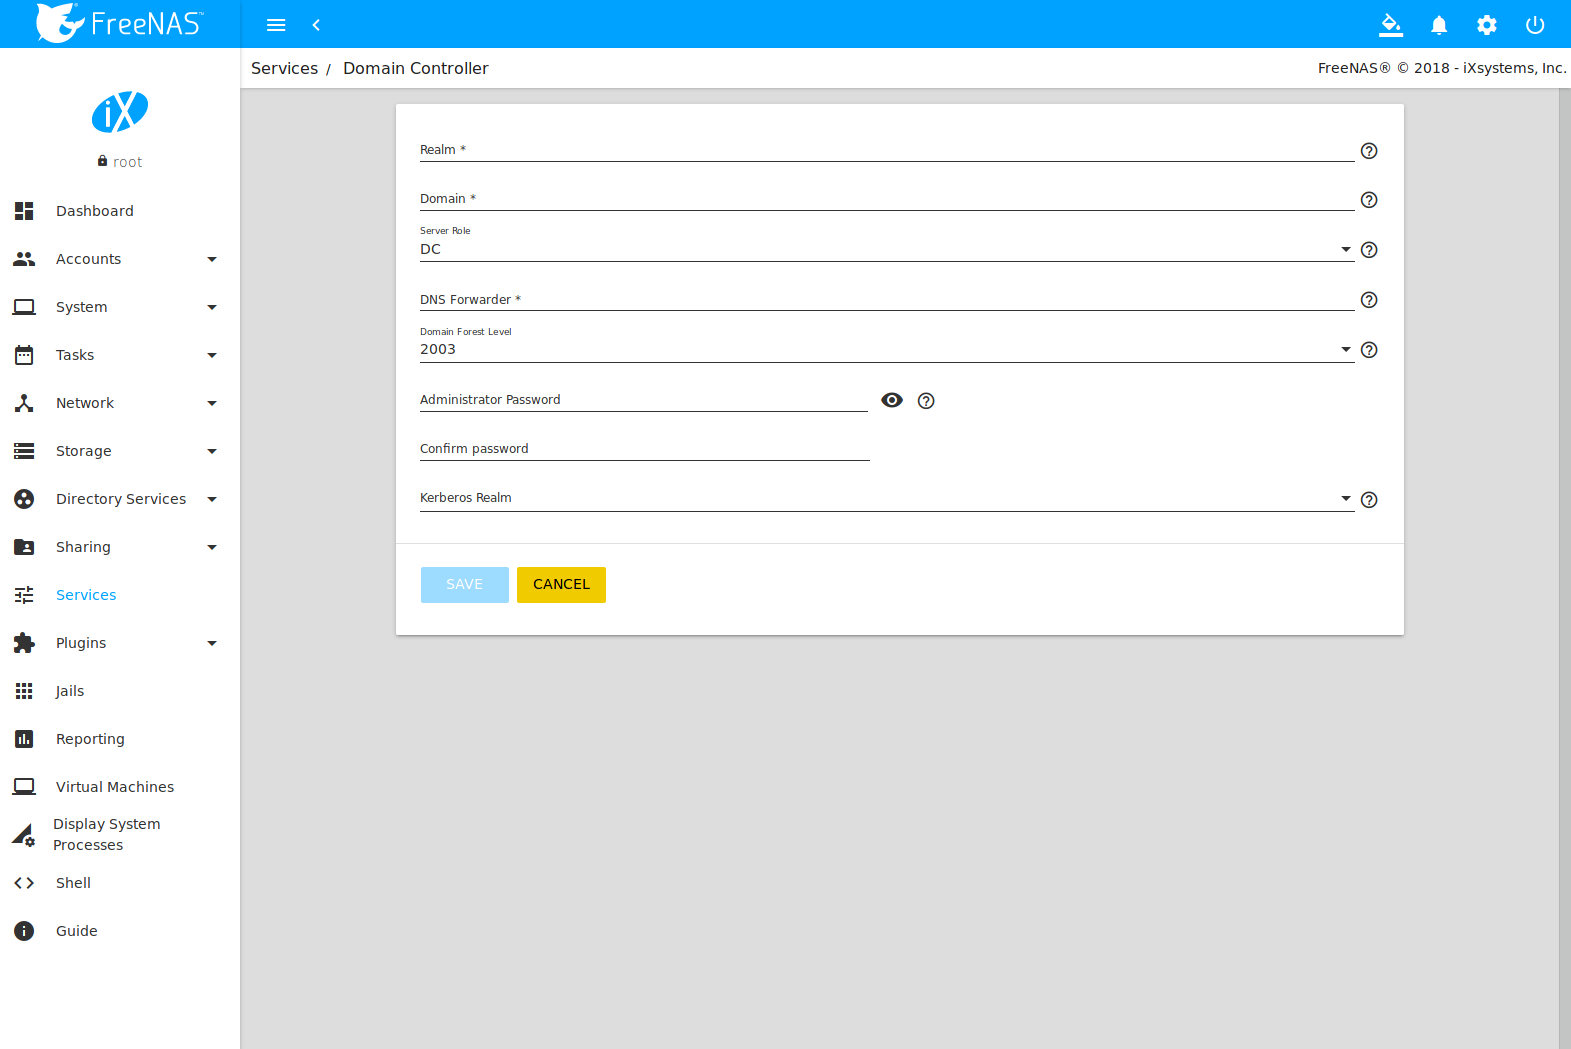 FreeNAS™
Services / Domain Controller
FreeNAS® © 2018 - iXsystems, Inc.
iX
root
Dashboard
Accounts
System
Tasks
Network
Storage
Directory Services
Sharing
Services
Plugins
Jails
Reporting
Virtual Machines
Display System
Processes
Shell
Guide
Realm *
Domain *
Server Role
DC
DNS Forwarder *
Domain Forest Level
2003
Administrator Password
Confirm password
Kerberos Realm
SAVE CANCEL